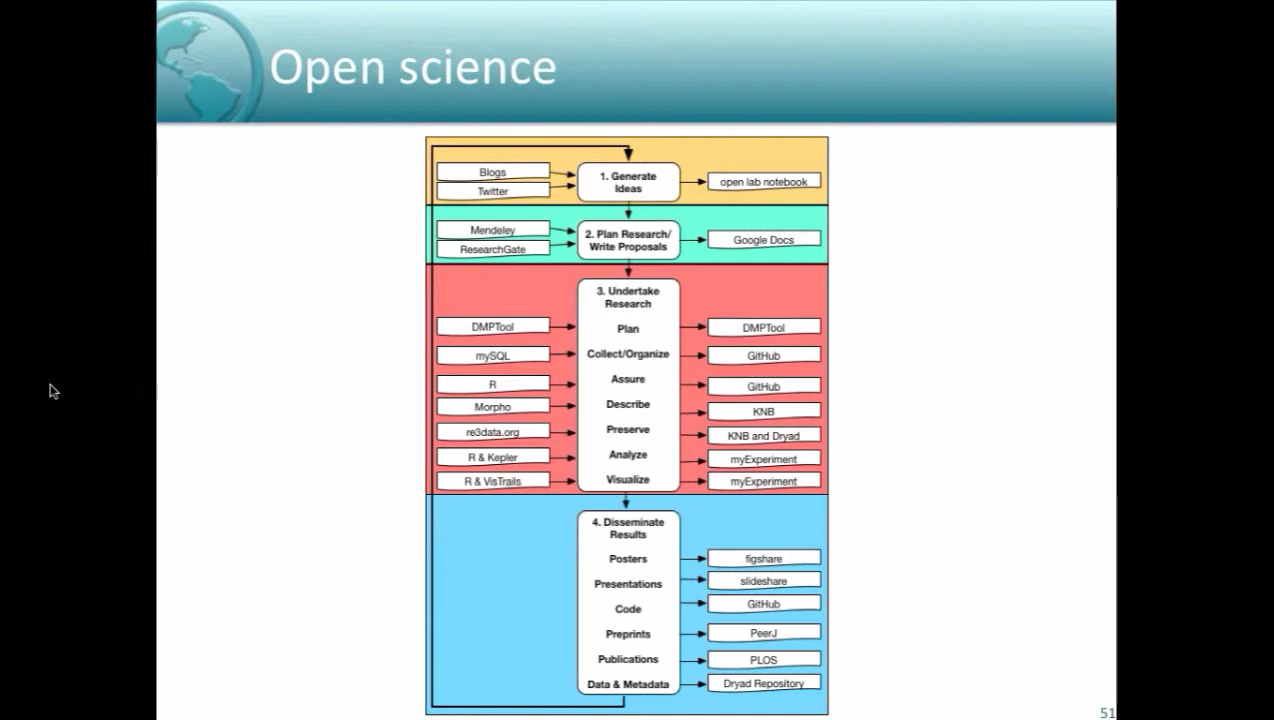 Open science
Blogs
Twitter
1. Generate
Ideas
open lab notebook
Mendeley
ResearchGate
2. Plan Research/
Write Proposals
Google Docs
3. Undertake
Research
DMPTool
Plan
DMPTool
mySQL
Collect/Organize
GitHub
R
Assure
GitHub
Morpho
Describe
KNB
re3data.org
Preserve
KNB and Dryad
R & Kepler
Analyze
myExperiment
R & VisTrails
Visualize
myExperiment
4. Disseminate
Results
Posters
figshare
Presentations
slideshare
Code
GitHub
Preprints
PeerJ
Publications
PLOS
Data & Metadata
Dryad Repository
51